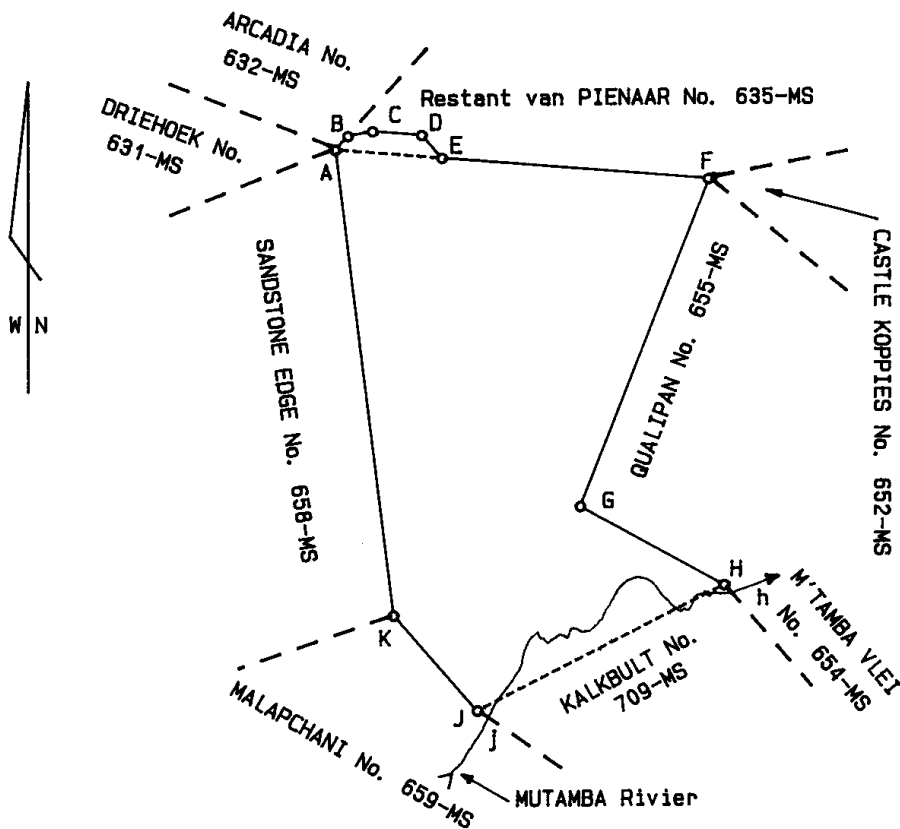 ARCADIA No.
632-MS
DRIEHOEK No.
631-MS
Restant van PIENAAR No. 635-MS
B
C
D
E
A
F
W N
SANDSTONE EDGE No. 658-MS
QUALIPAN No. 655-MS
CASTLE KOPPIES No. 652-MS
G
H
h
M'TAMBA VLEI
No. 654-MS
K
KALKBULT No.
709-MS
J
j
MALAPCHANI No. 659-MS
MUTAMBA Rivier